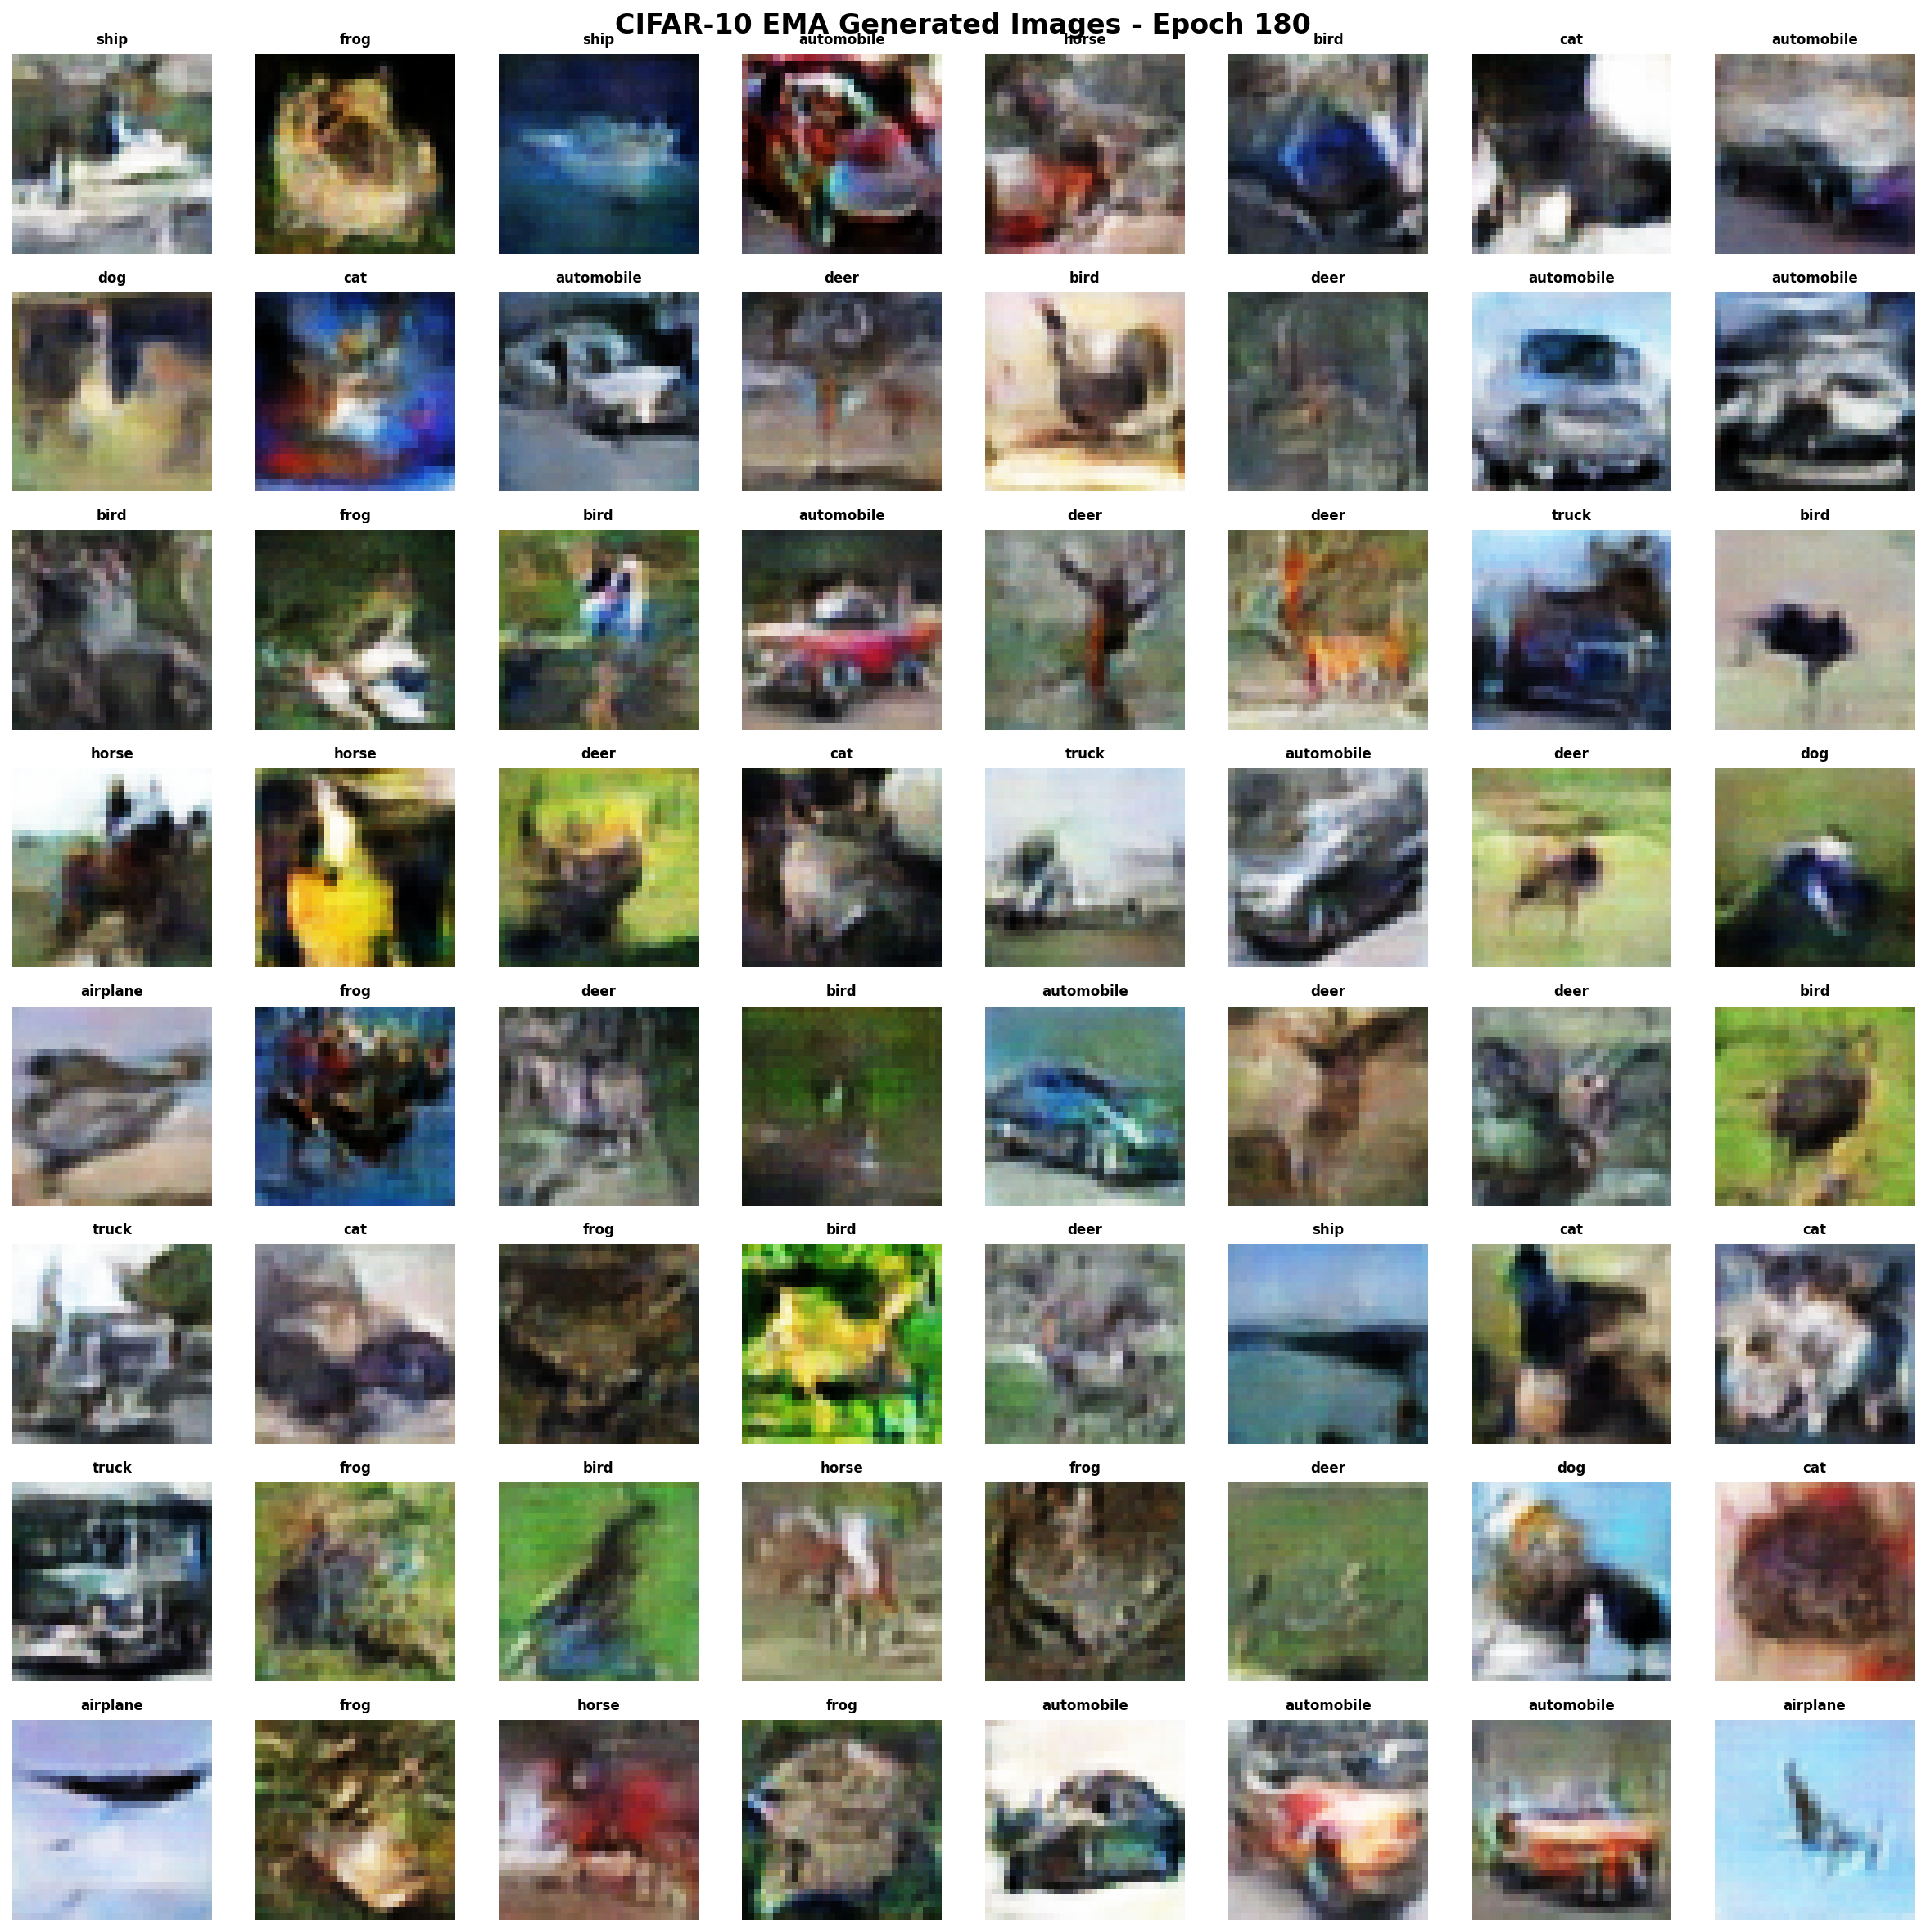 CIFAR-10 EMA Generated Images - Epoch 180
ship frog ship automobile horse bird cat automobile
dog cat automobile deer bird deer automobile automobile
bird frog bird automobile deer deer truck bird
horse horse deer cat truck automobile deer dog
airplane frog deer bird automobile deer deer bird
truck cat frog bird deer ship cat cat
truck frog bird horse frog deer dog cat
airplane frog horse frog automobile automobile automobile airplane